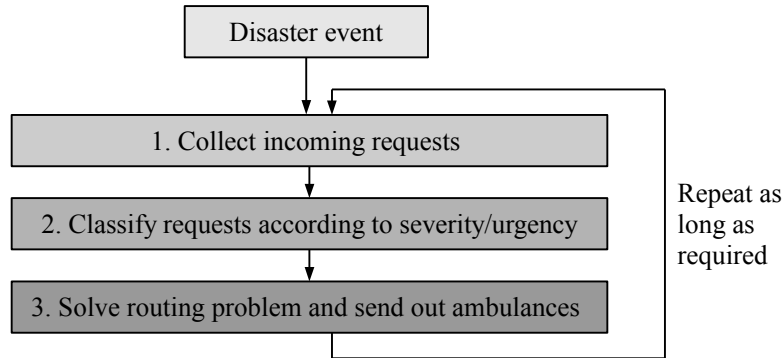 Disaster event
1. Collect incoming requests
2. Classify requests according to severity/urgency
3. Solve routing problem and send out ambulances
Repeat as
long as
required